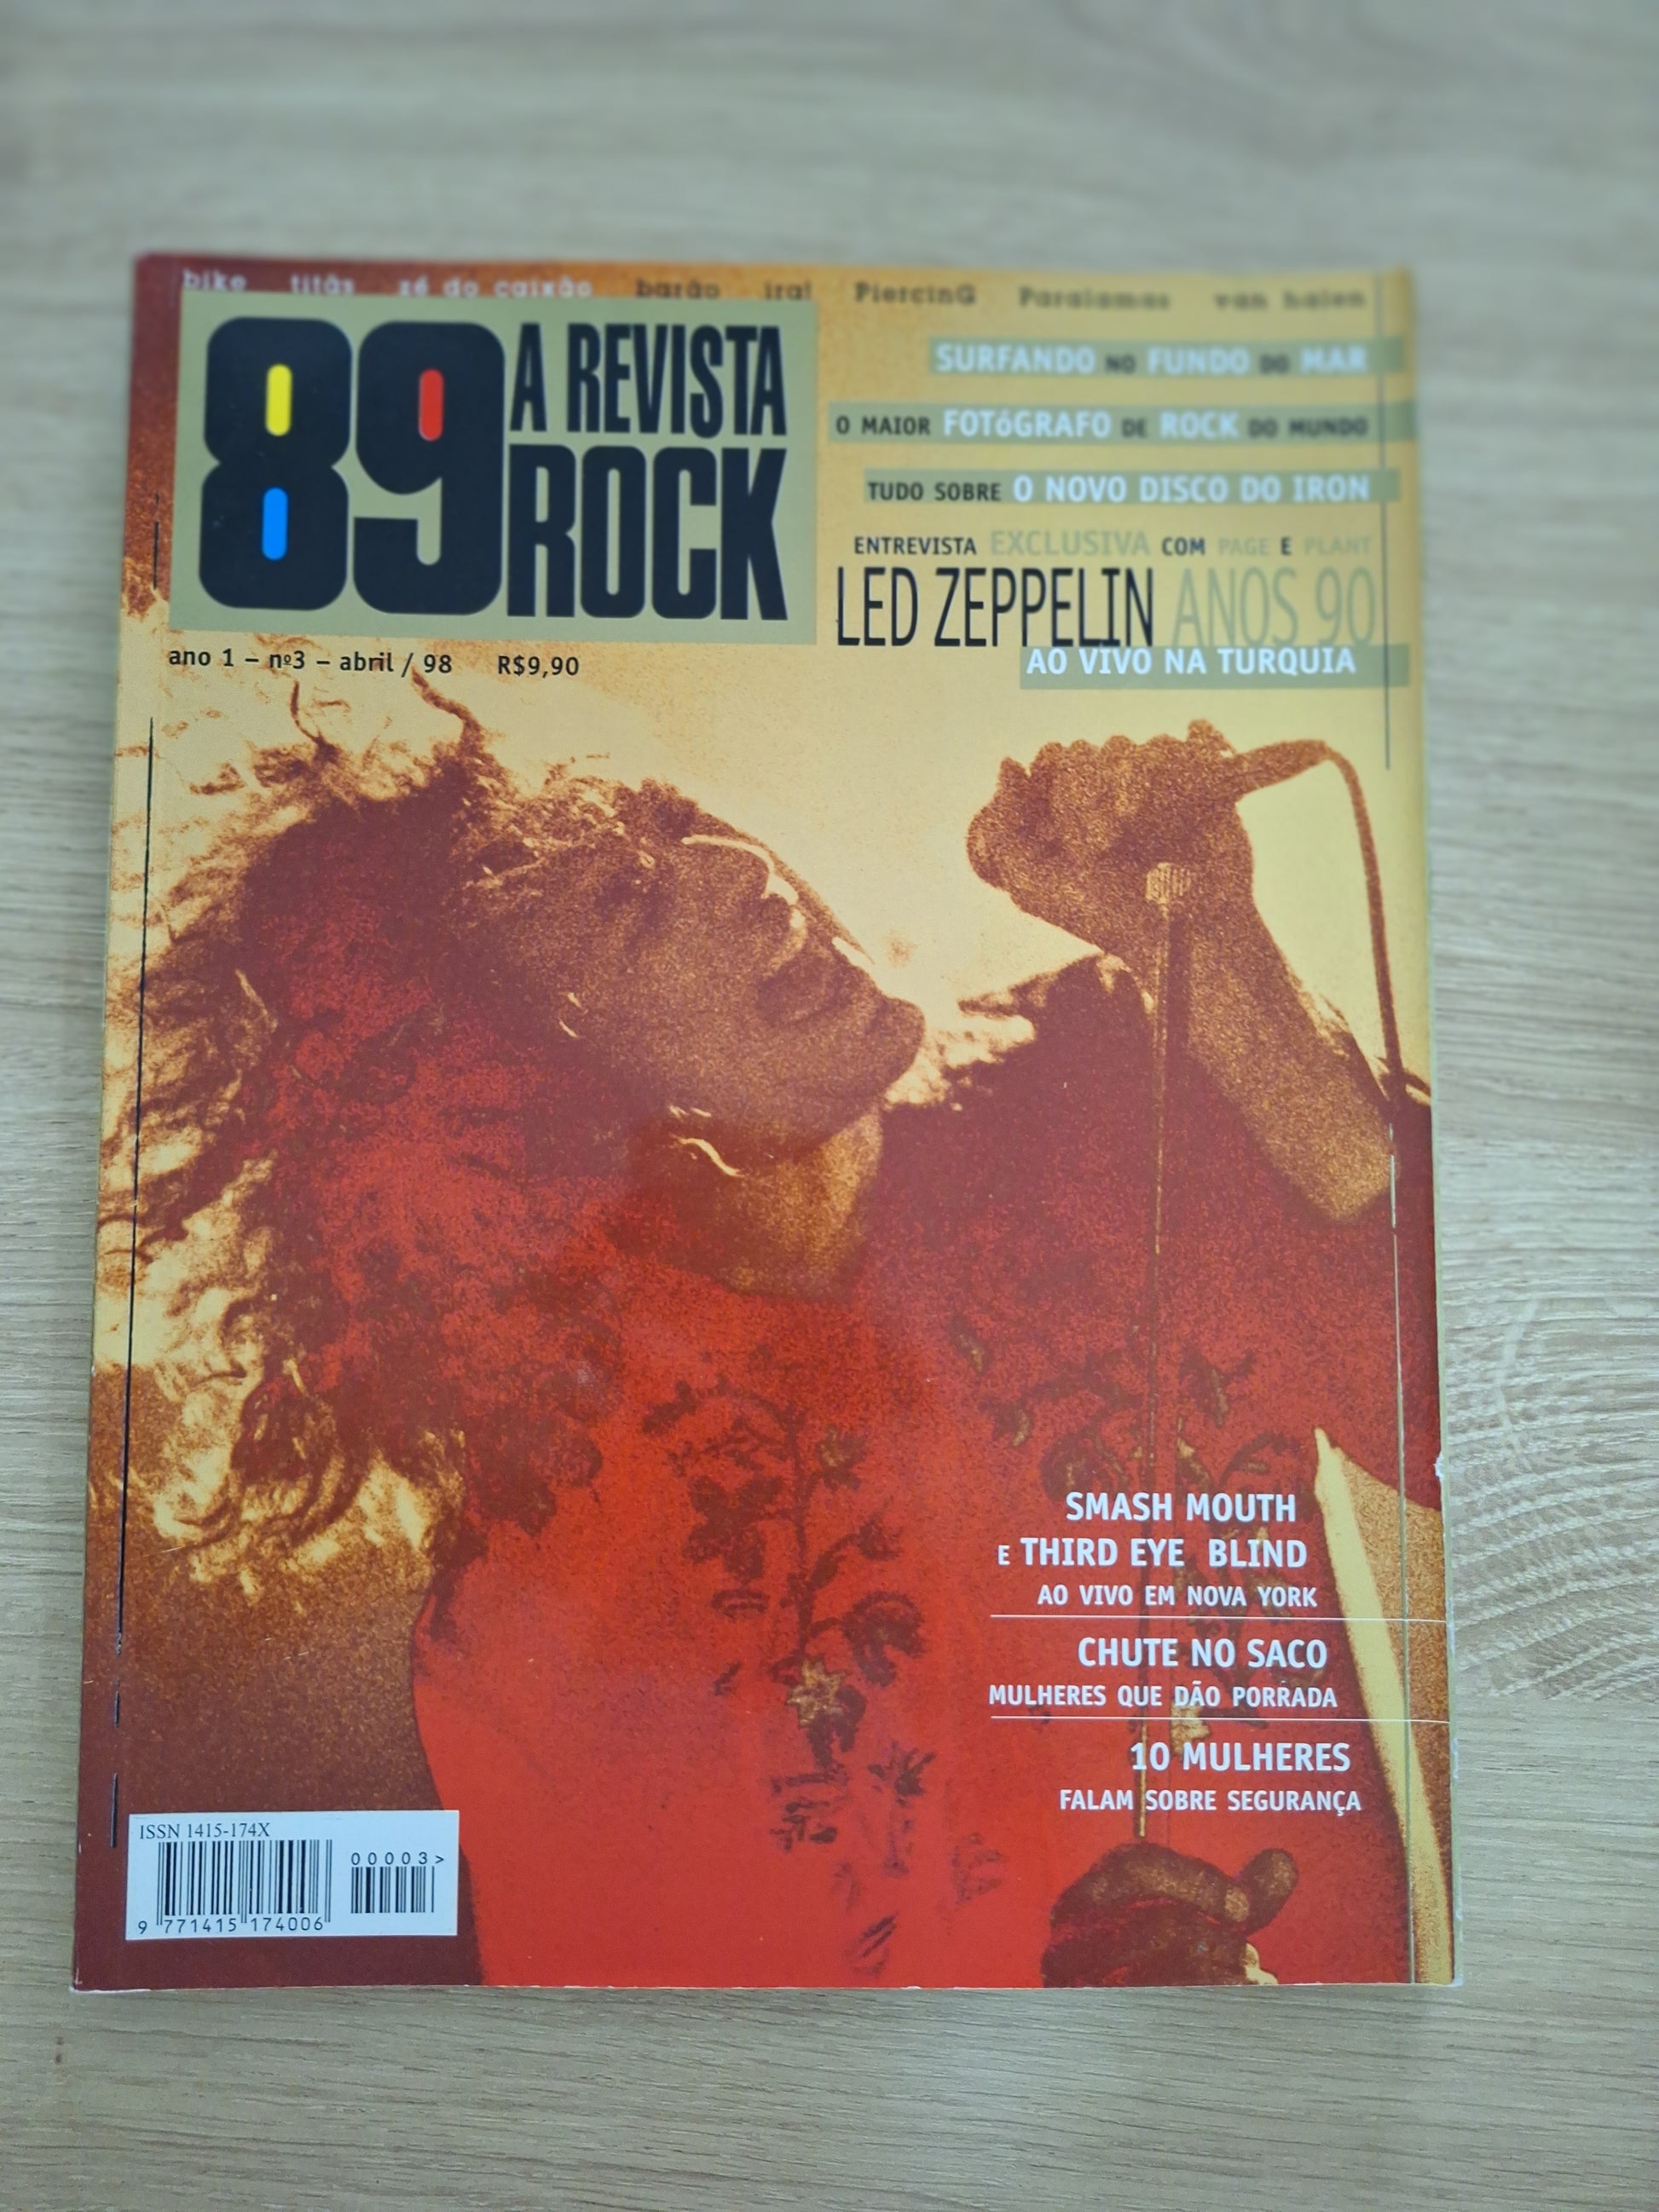 bike titãs zé do caixão barão ira! PiercinG Paralamas van halen
89 A REVISTA
ROCK
ano 1 – nº3 – abril / 98 R$9,90
SURFANDO NO FUNDO DO MAR
O MAIOR FOTóGRAFO DE ROCK DO MUNDO
TUDO SOBRE O NOVO DISCO DO IRON
ENTREVISTA EXCLUSIVA COM PAGE E PLANT
LED ZEPPELIN ANOS 90
AO VIVO NA TURQUIA
SMASH MOUTH
E THIRD EYE BLIND
AO VIVO EM NOVA YORK
CHUTE NO SACO
MULHERES QUE DÃO PORRADA
10 MULHERES
FALAM SOBRE SEGURANÇA
ISSN 1415-174X
00003>
9 771415 174006